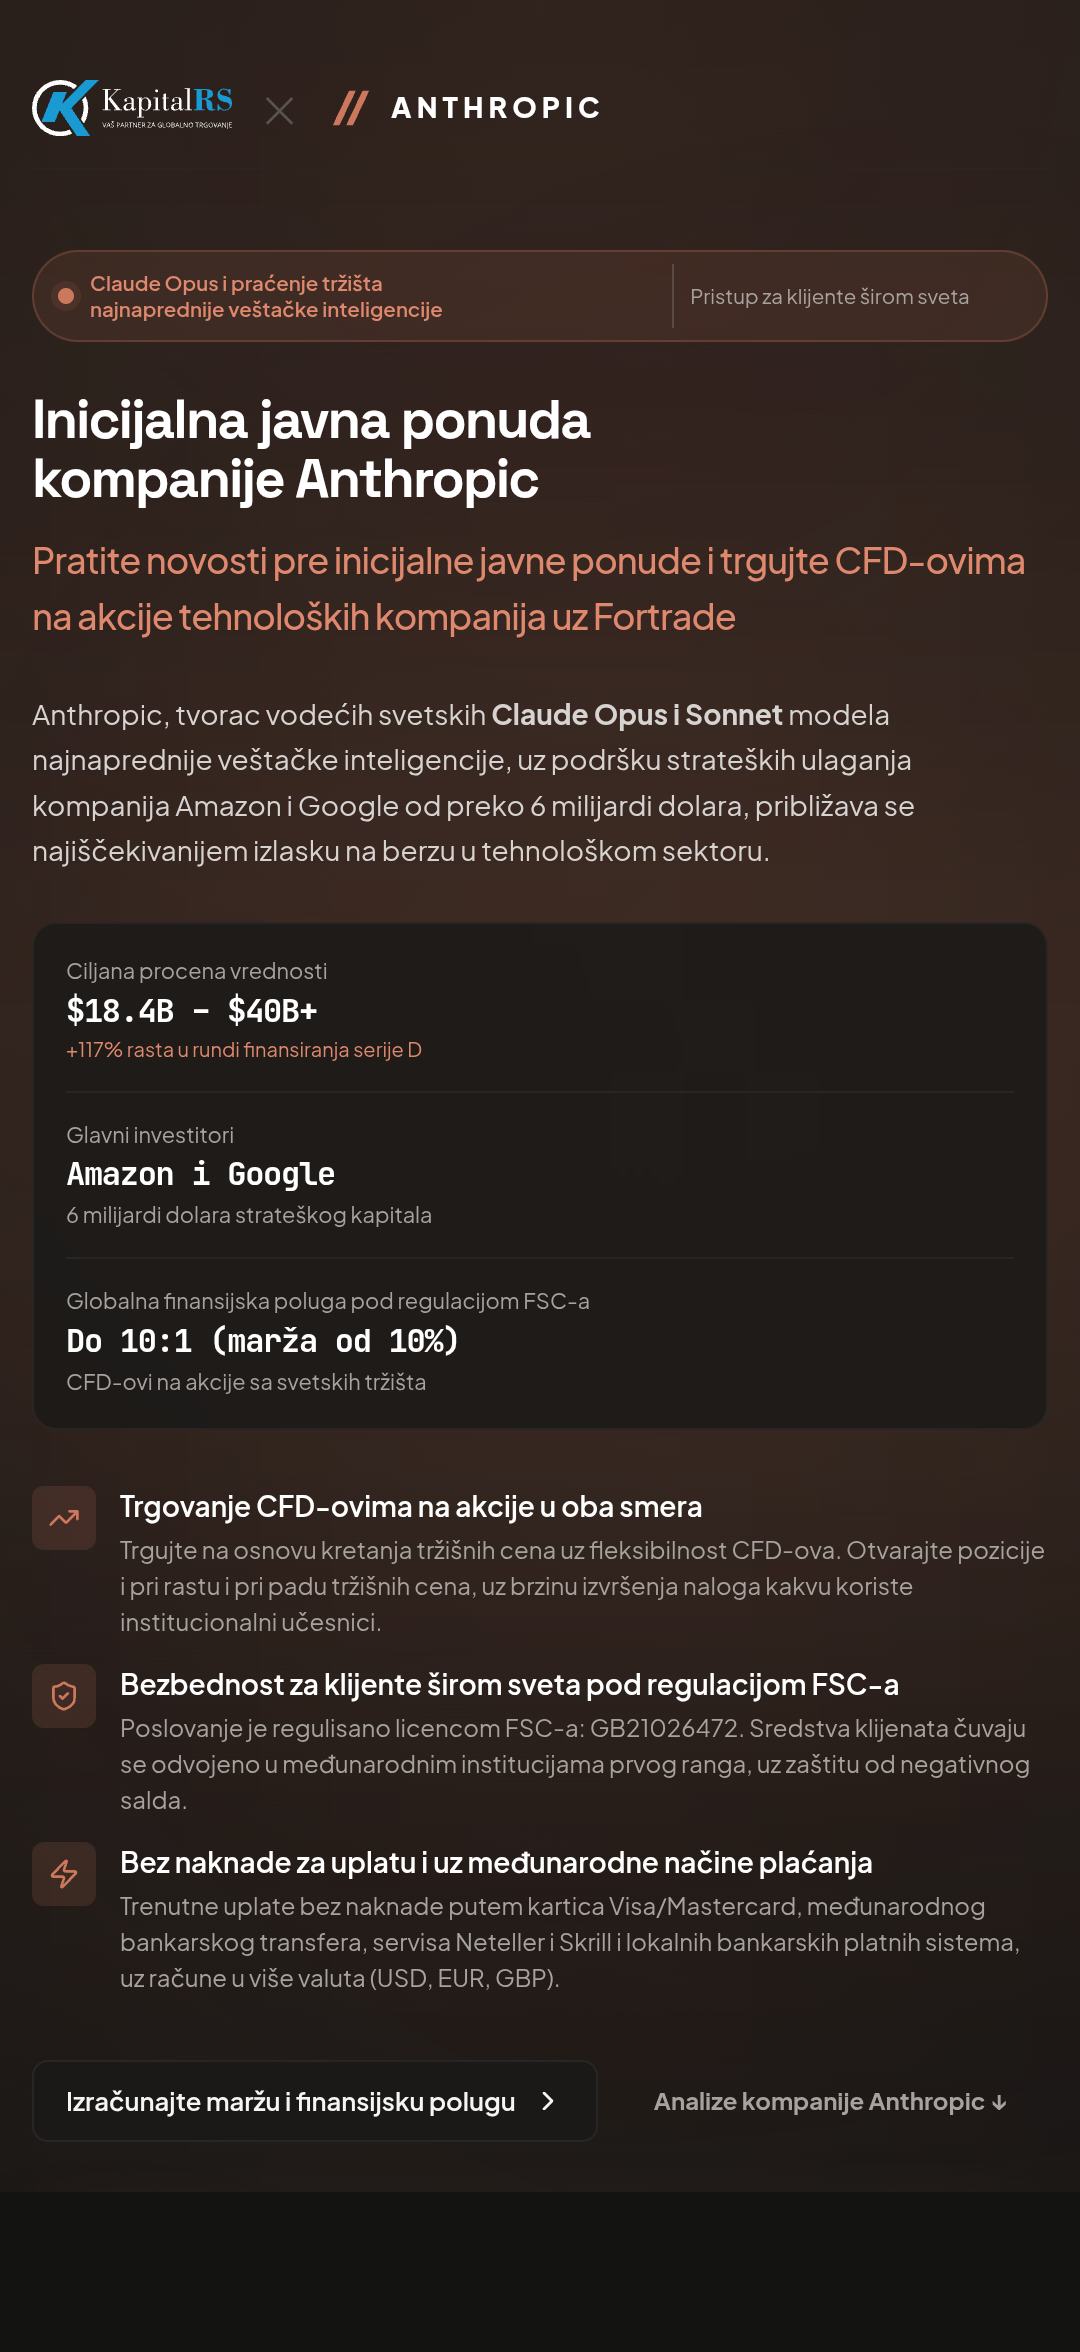 KapitalRS
VAŠ PARTNER ZA GLOBALNO TRGOVANJE
ANTHROPIC
Claude Opus i praćenje tržišta
najnaprednije veštačke inteligencije
Pristup za klijente širom sveta
Inicijalna javna ponuda
kompanije Anthropic
Pratite novosti pre inicijalne javne ponude i trgujte CFD-ovima
na akcije tehnoloških kompanija uz Fortrade
Anthropic, tvorac vodećih svetskih Claude Opus i Sonnet modela
najnaprednije veštačke inteligencije, uz podršku strateških ulaganja
kompanija Amazon i Google od preko 6 milijardi dolara, približava se
najiščekivanijem izlasku na berzu u tehnološkom sektoru.
Ciljana procena vrednosti
$18.4B – $40B+
+117% rasta u rundi finansiranja serije D
Glavni investitori
Amazon i Google
6 milijardi dolara strateškog kapitala
Globalna finansijska poluga pod regulacijom FSC-a
Do 10:1 (marža od 10%)
CFD-ovi na akcije sa svetskih tržišta
Trgovanje CFD-ovima na akcije u oba smera
Trgujte na osnovu kretanja tržišnih cena uz fleksibilnost CFD-ova. Otvarajte pozicije
i pri rastu i pri padu tržišnih cena, uz brzinu izvršenja naloga kakvu koriste
institucionalni učesnici.
Bezbednost za klijente širom sveta pod regulacijom FSC-a
Poslovanje je regulisano licencom FSC-a: GB21026472. Sredstva klijenata čuvaju
se odvojeno u međunarodnim institucijama prvog ranga, uz zaštitu od negativnog
salda.
Bez naknade za uplatu i uz međunarodne načine plaćanja
Trenutne uplate bez naknade putem kartica Visa/Mastercard, međunarodnog
bankarskog transfera, servisa Neteller i Skrill i lokalnih bankarskih platnih sistema,
uz račune u više valuta (USD, EUR, GBP).
Izračunajte maržu i finansijsku polugu
Analize kompanije Anthropic ↓